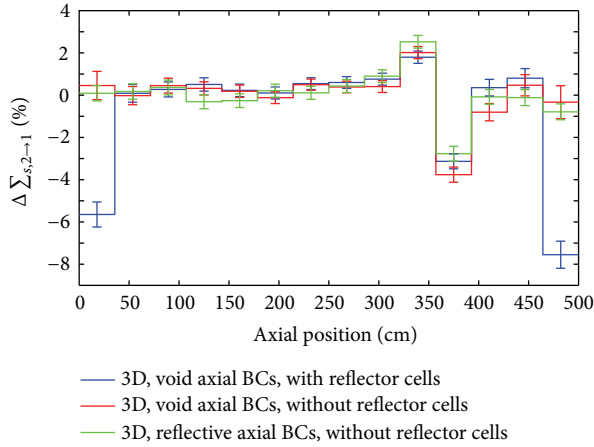 4
2
0
−2
−4
−6
−8
ΔΣs,2→1 (%)
0 50 100 150 200 250 300 350 400 450 500
Axial position (cm)
3D, void axial BCs, with reflector cells
3D, void axial BCs, without reflector cells
3D, reflective axial BCs, without reflector cells